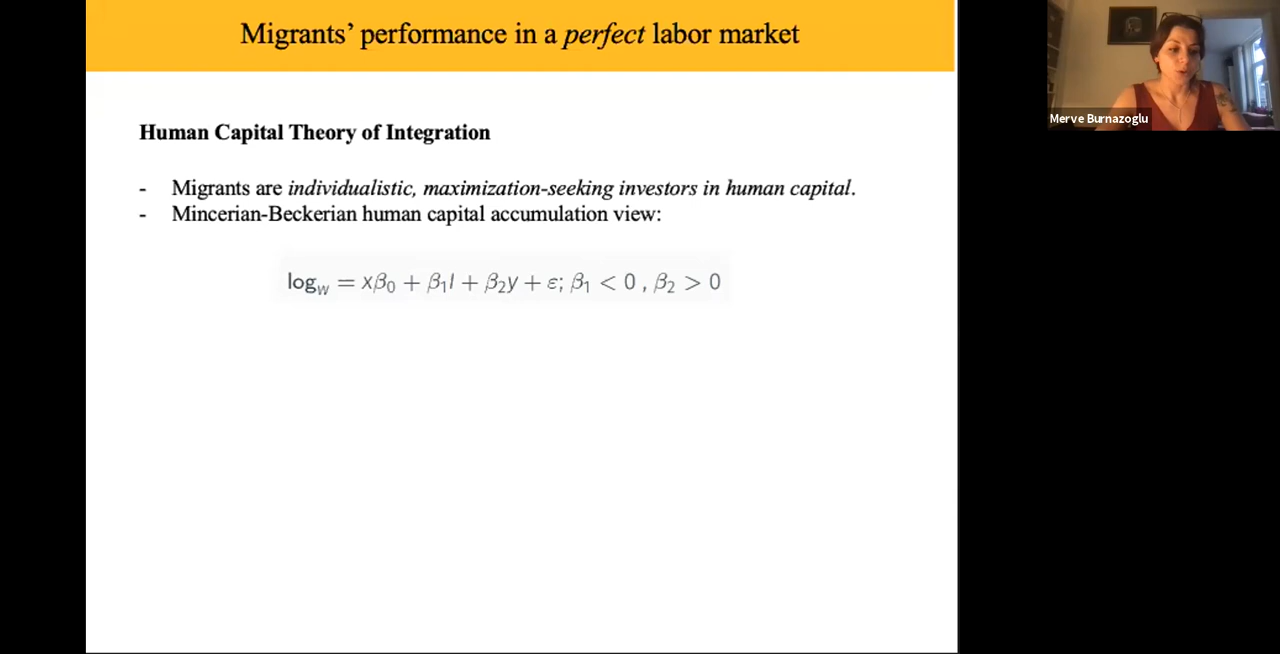 Migrants’ performance in a perfect labor market
Merve Burnazoglu
Human Capital Theory of Integration
- Migrants are individualistic, maximization-seeking investors in human capital.
- Mincerian-Beckerian human capital accumulation view:
log_w = xβ₀ + β₁I + β₂y + ε; β₁ < 0 , β₂ > 0